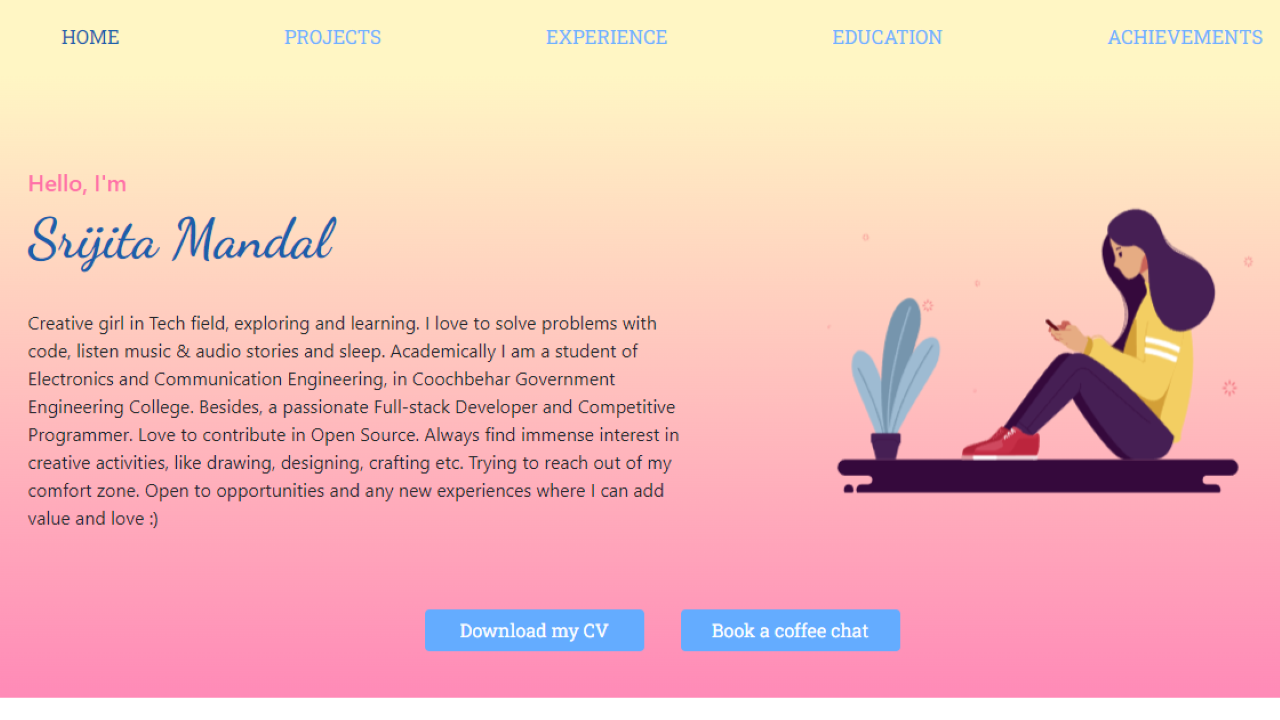 HOME PROJECTS EXPERIENCE EDUCATION ACHIEVEMENTS
Hello, I'm
Srijita Mandal
Creative girl in Tech field, exploring and learning. I love to solve problems with
code, listen music & audio stories and sleep. Academically I am a student of
Electronics and Communication Engineering, in Coochbehar Government
Engineering College. Besides, a passionate Full-stack Developer and Competitive
Programmer. Love to contribute in Open Source. Always find immense interest in
creative activities, like drawing, designing, crafting etc. Trying to reach out of my
comfort zone. Open to opportunities and any new experiences where I can add
value and love :)
Download my CV Book a coffee chat